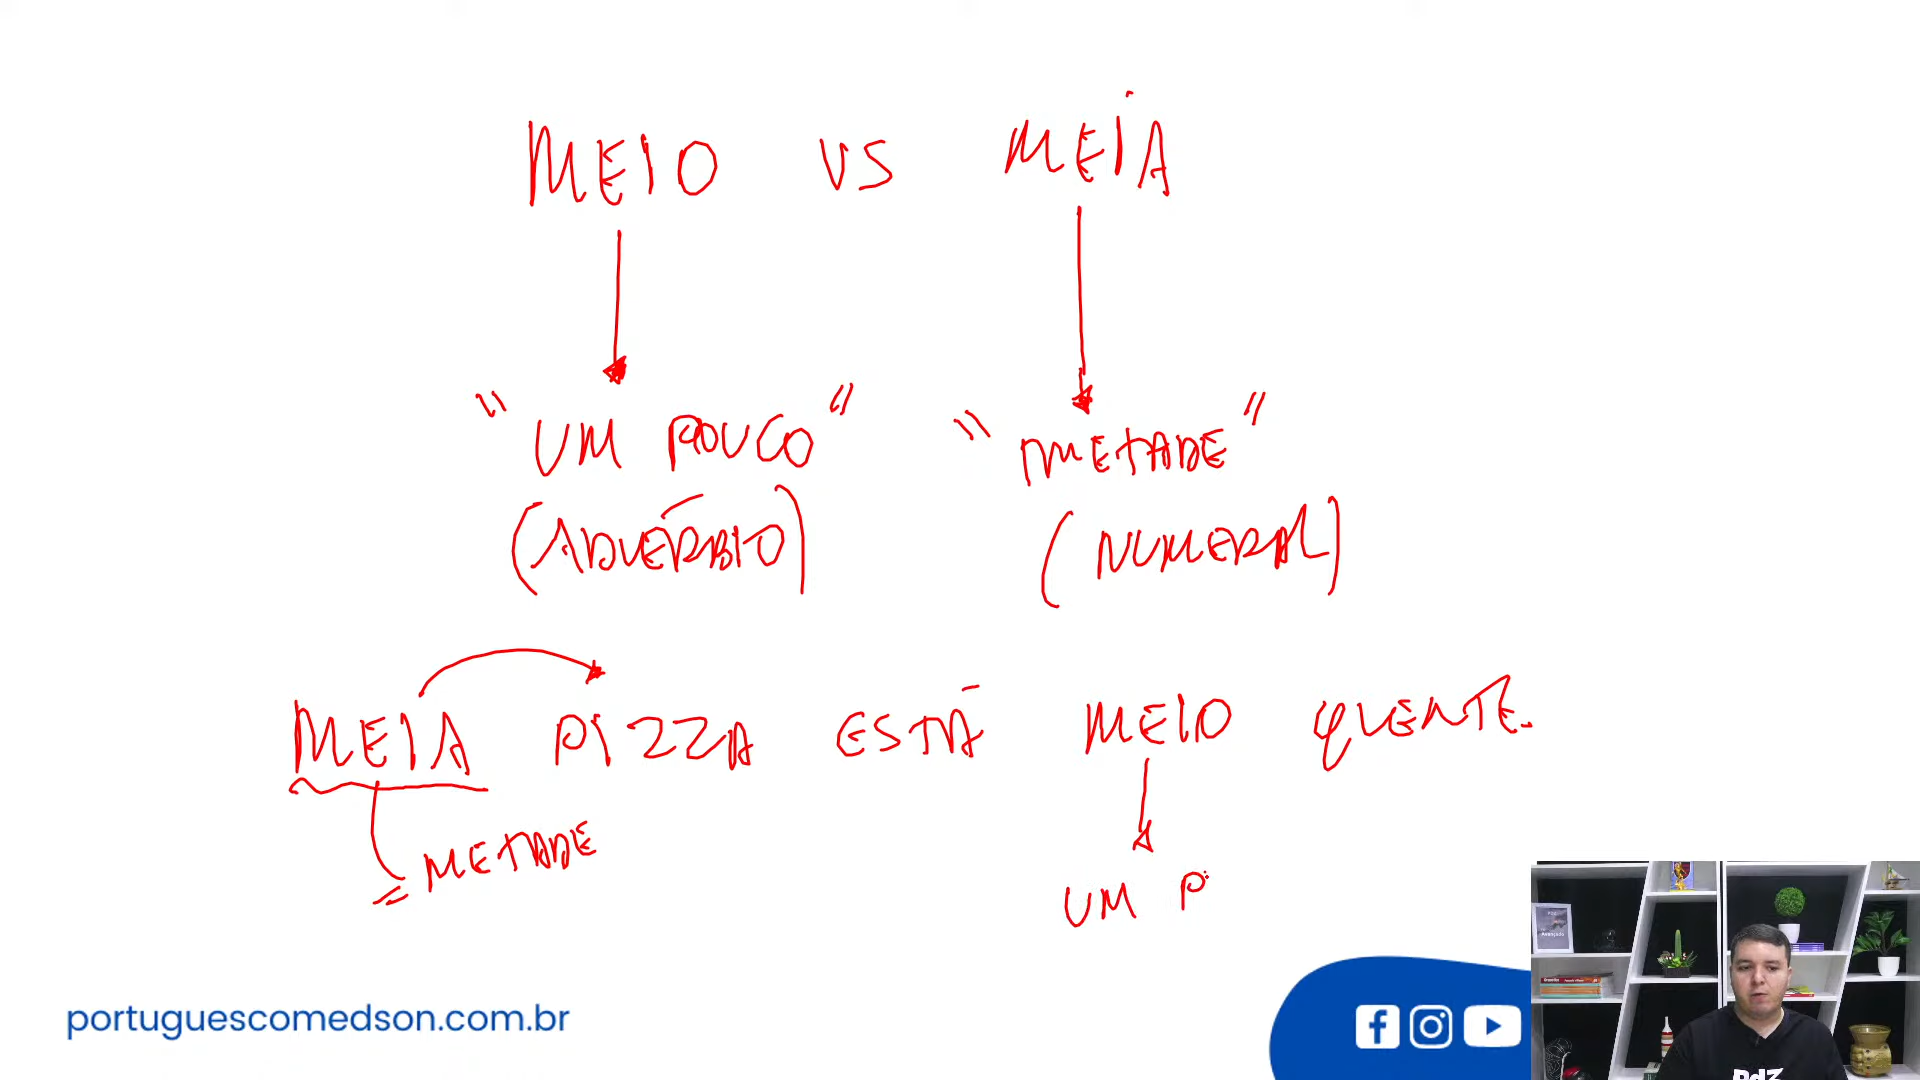 MEIO VS MEIA
"UM POUCO" "METADE"
(ADVÉRBIO) (NUMERAL)
MEIA PIZZA ESTÁ MEIO QUENTE.
= METADE
UM P
portuguescomedson.com.br